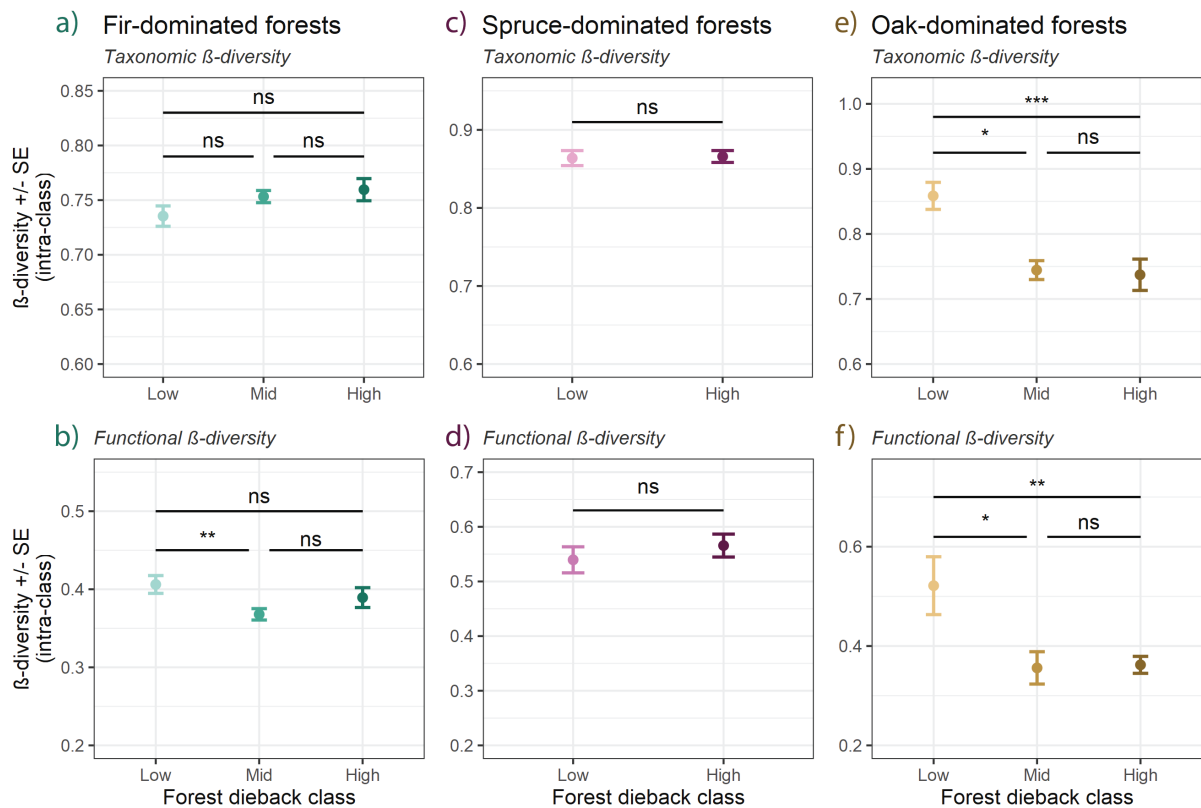 a) Fir-dominated forests
Taxonomic ß-diversity
ß-diversity +/- SE
(intra-class)
0.85
0.80
0.75
0.70
0.65
0.60
ns
ns
ns
Low Mid High
c) Spruce-dominated forests
Taxonomic ß-diversity
0.9
0.8
0.7
0.6
ns
Low High
e) Oak-dominated forests
Taxonomic ß-diversity
1.0
0.9
0.8
0.7
0.6
***
*
ns
Low Mid High
b) Functional ß-diversity
ß-diversity +/- SE
(intra-class)
0.5
0.4
0.3
0.2
ns
**
ns
Low Mid High
Forest dieback class
d) Functional ß-diversity
0.7
0.6
0.5
0.4
0.3
0.2
ns
Low High
Forest dieback class
f) Functional ß-diversity
0.6
0.4
0.2
**
*
ns
Low Mid High
Forest dieback class